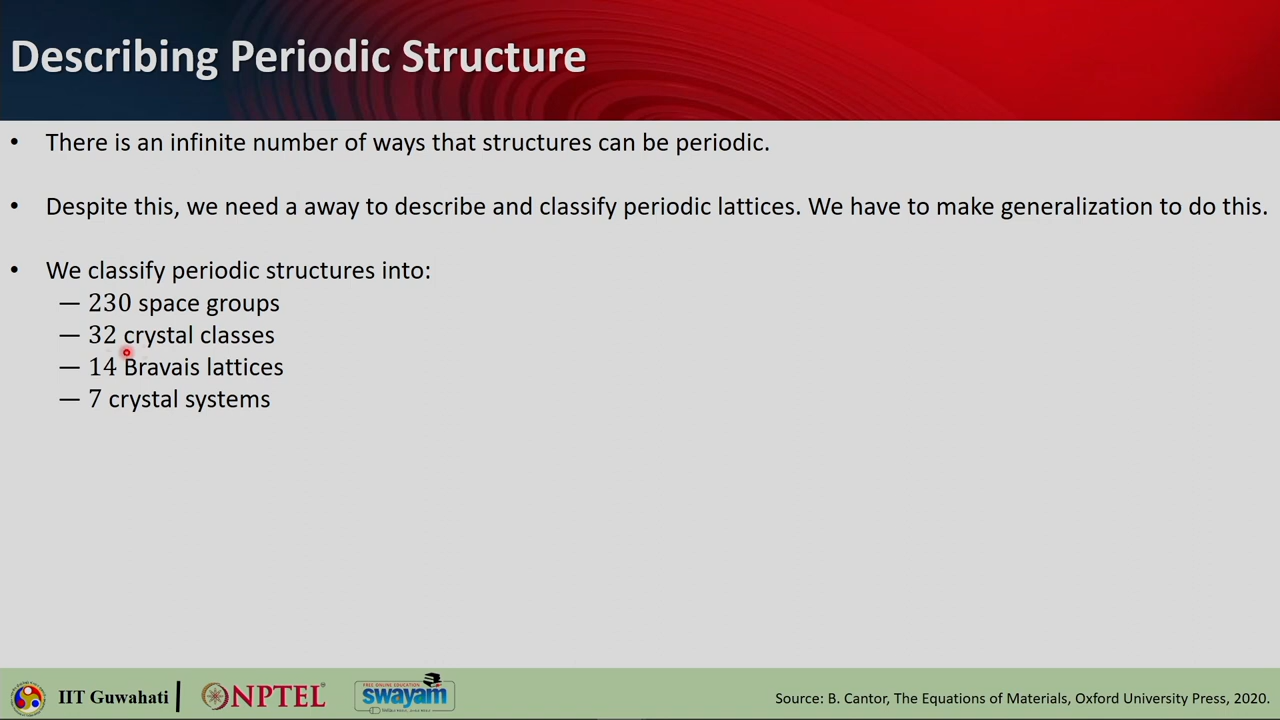 Describing Periodic Structure
• There is an infinite number of ways that structures can be periodic.
• Despite this, we need a away to describe and classify periodic lattices. We have to make generalization to do this.
• We classify periodic structures into:
— 230 space groups
— 32 crystal classes
— 14 Bravais lattices
— 7 crystal systems
IIT Guwahati
NPTEL
FREE ONLINE EDUCATION
swayam
Source: B. Cantor, The Equations of Materials, Oxford University Press, 2020.